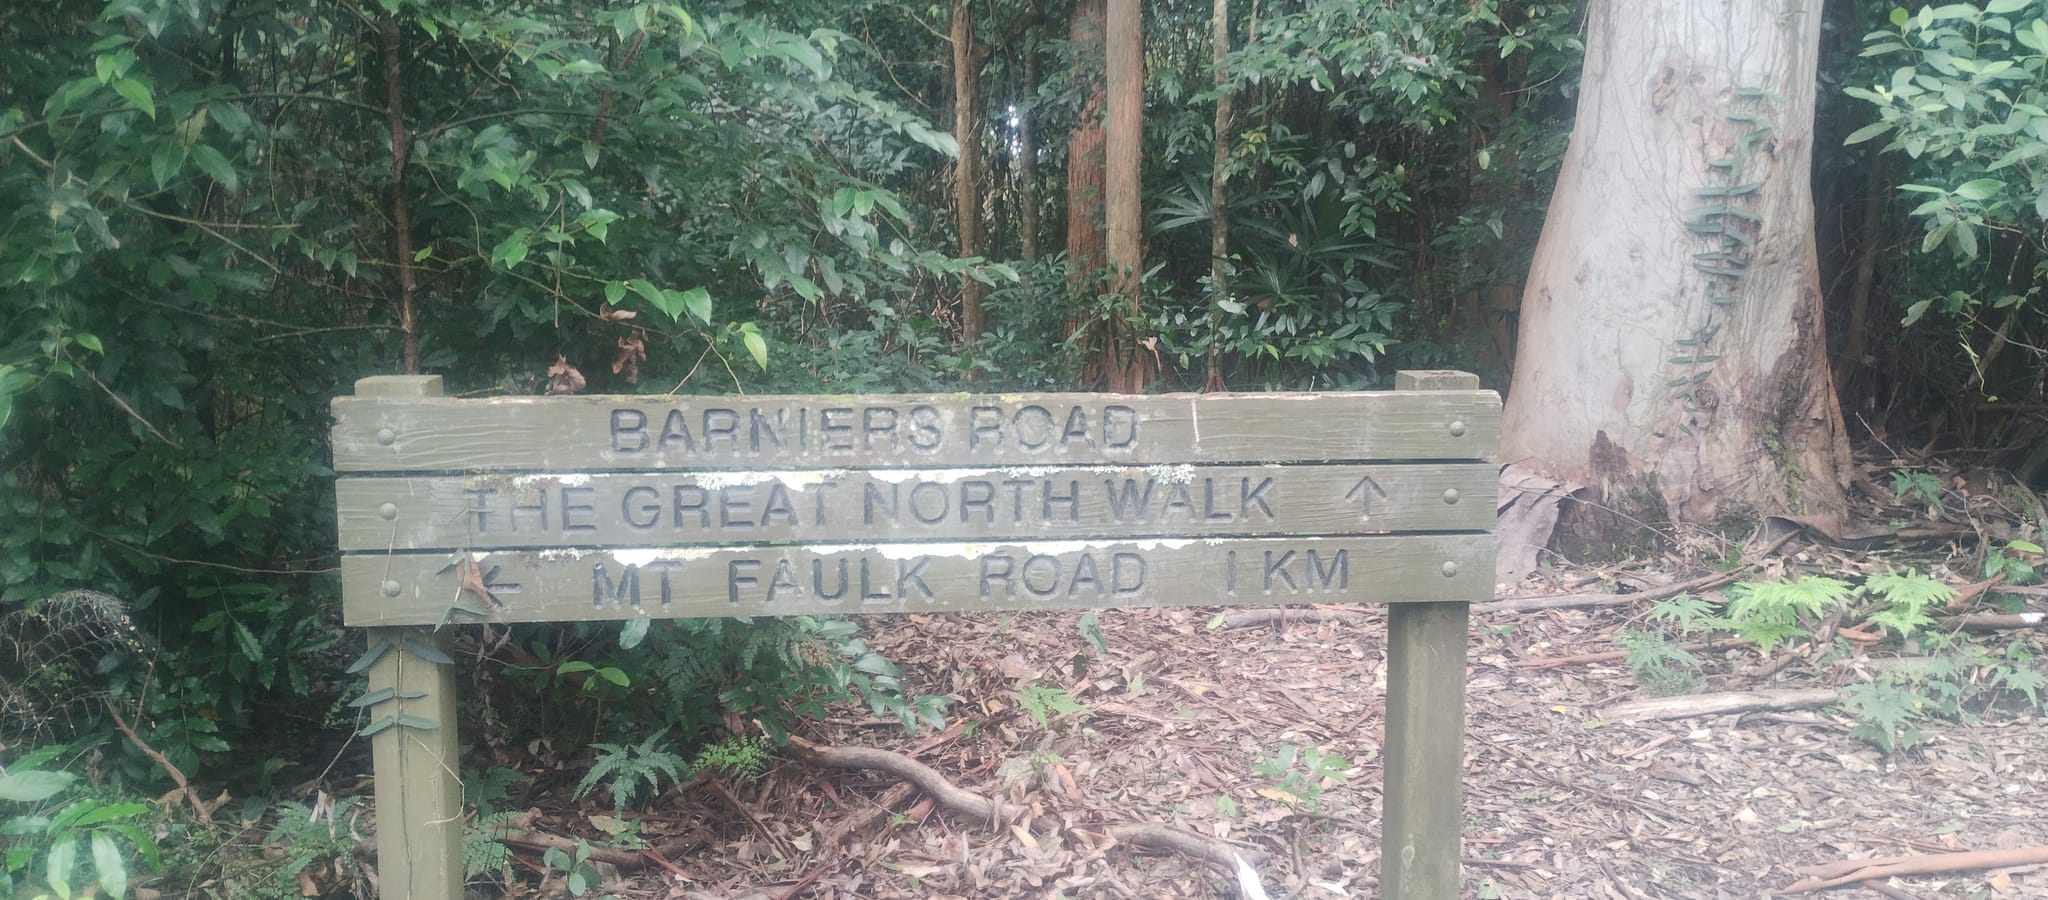 BARNIERS ROAD
THE GREAT NORTH WALK ↑
← MT FAULK ROAD 1 KM